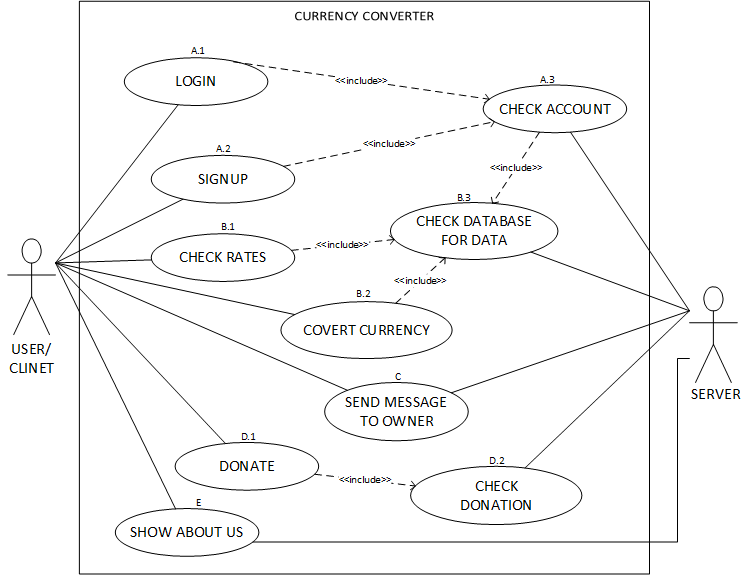 CURRENCY CONVERTER
A.1
LOGIN
<<include>>
A.3
CHECK ACCOUNT
A.2
SIGNUP
<<include>>
<<include>>
B.3
CHECK DATABASE
FOR DATA
B.1
CHECK RATES
<<include>>
<<include>>
B.2
COVERT CURRENCY
USER/
CLINET
C
SEND MESSAGE
TO OWNER
SERVER
D.1
DONATE
<<include>>
D.2
CHECK
DONATION
E
SHOW ABOUT US